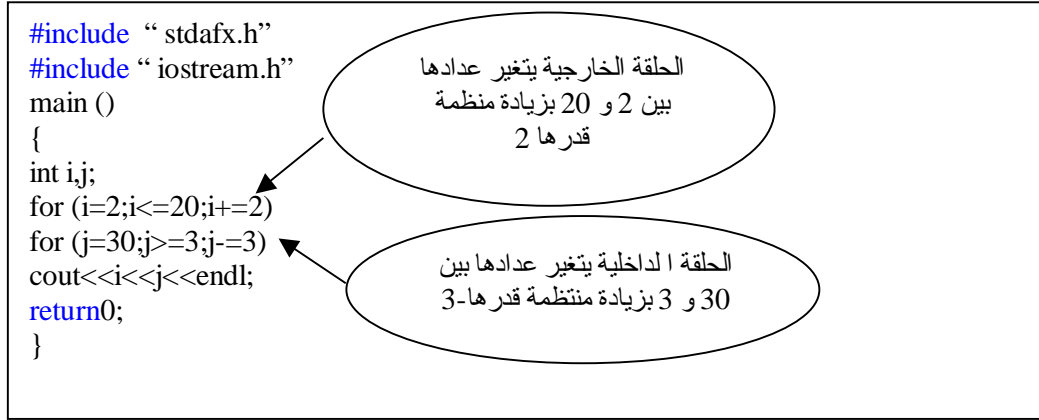 #include “ stdafx.h”
#include “ iostream.h”
main ()
{
int i,j;
for (i=2;i<=20;i+=2)
for (j=30;j>=3;j-=3)
cout<<i<<j<<endl;
return0;
}
الحلقة الخارجية يتغير عدادها
بين 2 و 20 بزيادة منظمة
قدرها 2
الحلقة ا لداخلية يتغير عدادها بين
30 و 3 بزيادة منتظمة قدرها-3